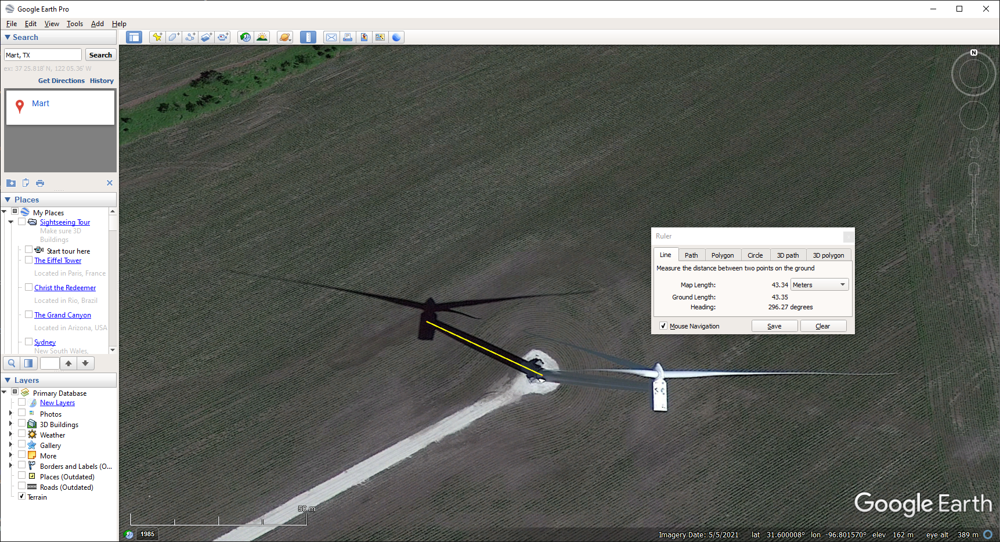 Google Earth Pro
File Edit View Tools Add Help
Search
Mart, TX Search
ex: 37 25.818' N, 122 05.36' W
Get Directions History
Mart
Places
My Places
Sightseeing Tour
Make sure 3D
Buildings
Start tour here
The Eiffel Tower
Located in Paris, France
Christ the Redeemer
Located in Rio, Brazil
The Grand Canyon
Located in Arizona, USA
Sydney
New South Wales,
Layers
Primary Database
New Layers
Photos
3D Buildings
Weather
Gallery
More
Borders and Labels (O...
Places (Outdated)
Roads (Outdated)
Terrain
N
Ruler
Line Path Polygon Circle 3D path 3D polygon
Measure the distance between two points on the ground
Map Length: 43.34 Meters
Ground Length: 43.35
Heading: 296.27 degrees
Mouse Navigation Save Clear
50 m
Google Earth
1985
Imagery Date: 5/5/2021 lat 31.600008° lon -96.801570° elev 162 m eye alt 389 m